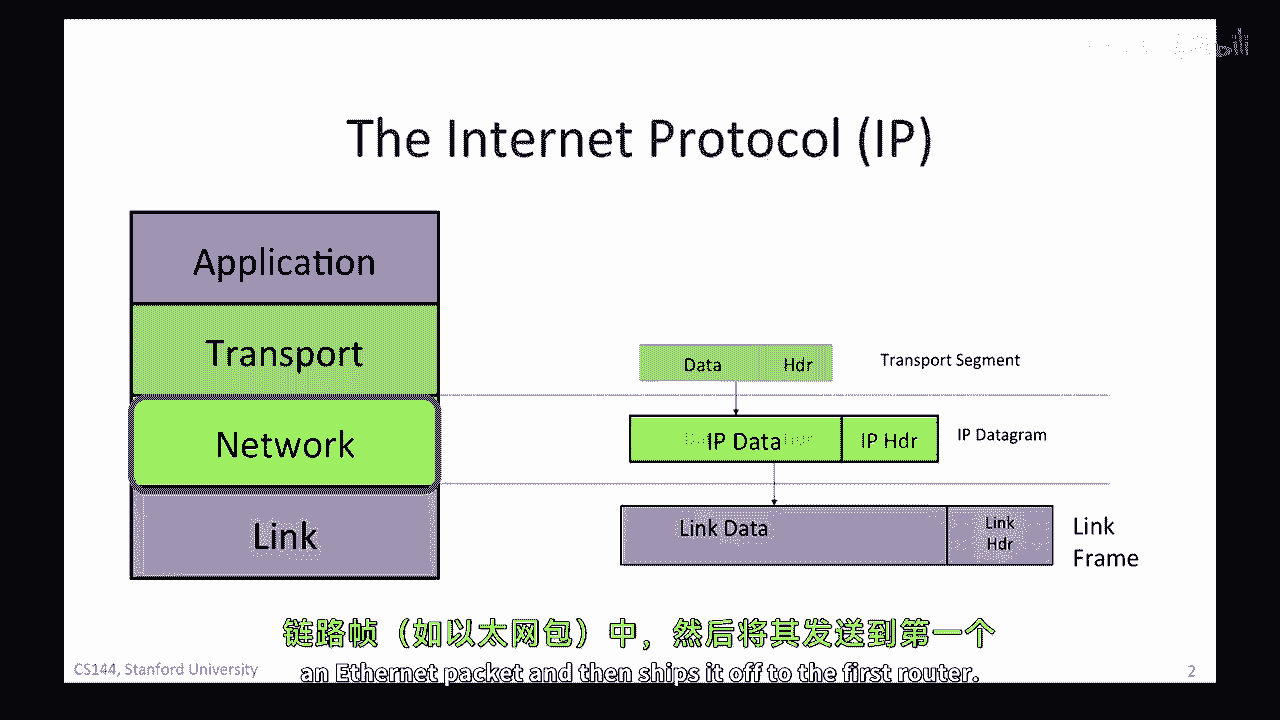 The Internet Protocol (IP)
Application
Transport
Network
Link
Data
Hdr
Transport Segment
IP Data
IP Hdr
IP Datagram
Link Data
Link
Hdr
Link
Frame
链路帧（如以太网包）中，然后将其发送到第一个
an Ethernet packet and then ships it off to the first router.
CS144, Stanford University
2